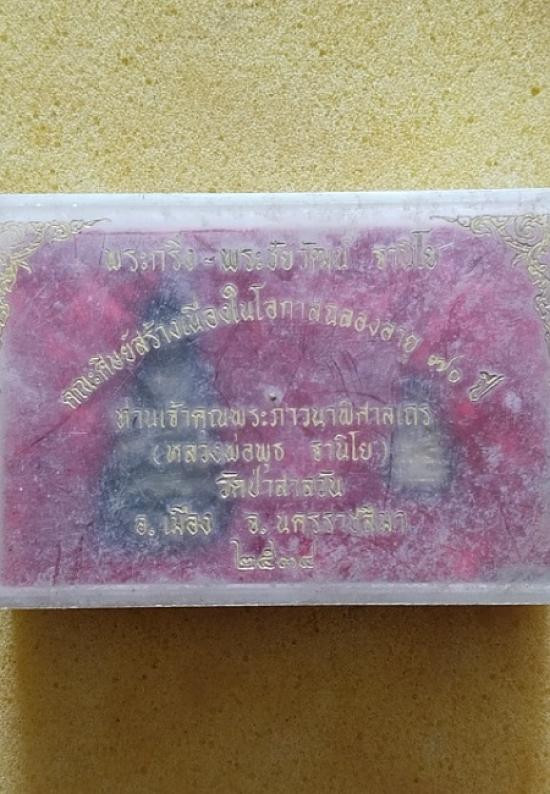 พระกริ่ง - พระชัยวัฒน์ ฐานิโย
คณะศิษย์สร้างเนื่องในโอกาสฉลองอายุ ๗๐ ปี
ท่านเจ้าคุณพระภาวนาพิศาลเถร
(หลวงพ่อพุธ ฐานิโย)
วัดป่าสาลวัน
อ. เมือง จ. นครราชสีมา
๒๕๓๔